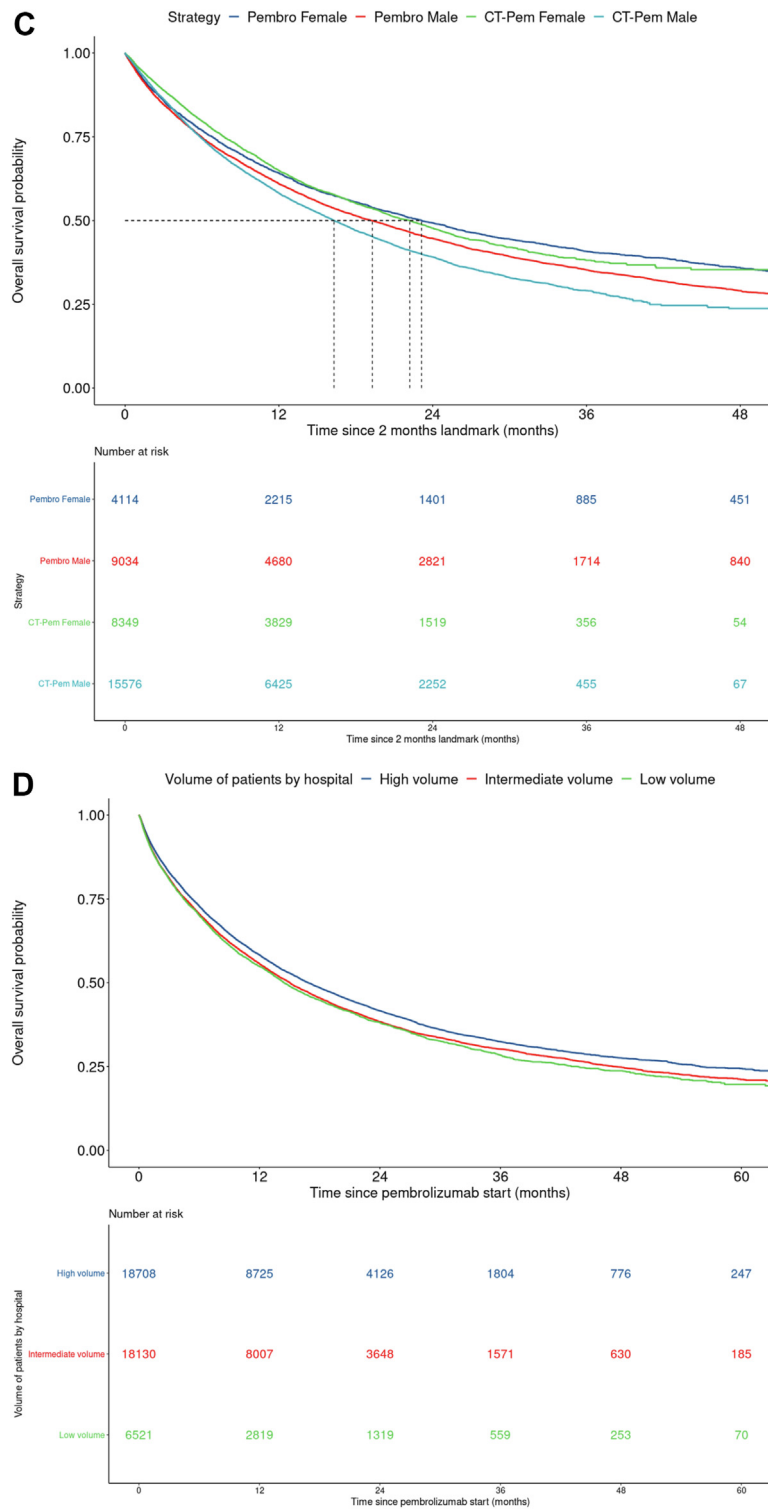 C
Strategy Pembro Female Pembro Male CT-Pem Female CT-Pem Male
Overall survival probability
1.00
0.75
0.50
0.25
0.00
0 12 24 36 48
Time since 2 months landmark (months)
Number at risk
Strategy
Pembro Female 4114 2215 1401 885 451
Pembro Male 9034 4680 2821 1714 840
CT-Pem Female 8349 3829 1519 356 54
CT-Pem Male 15576 6425 2252 455 67
0 12 24 36 48
Time since 2 months landmark (months)
D
Volume of patients by hospital High volume Intermediate volume Low volume
Overall survival probability
1.00
0.75
0.50
0.25
0.00
0 12 24 36 48 60
Time since pembrolizumab start (months)
Number at risk
Volume of patients by hospital
High volume 18708 8725 4126 1804 776 247
Intermediate volume 18130 8007 3648 1571 630 185
Low volume 6521 2819 1319 559 253 70
0 12 24 36 48 60
Time since pembrolizumab start (months)